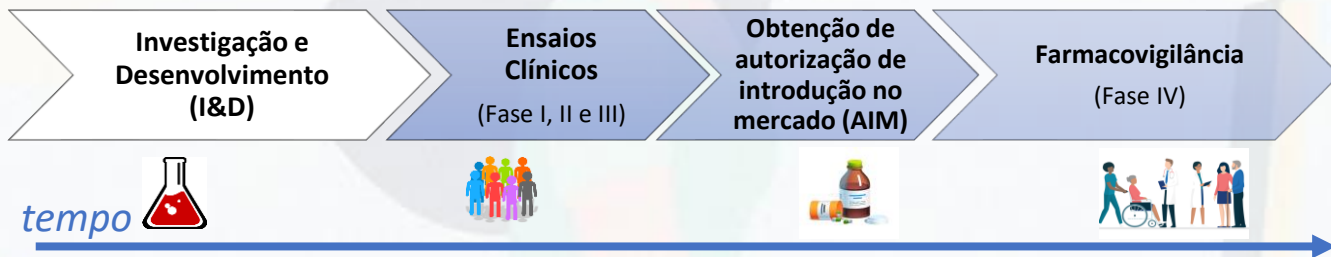 Investigação e
Desenvolvimento
(I&D)
Ensaios
Clínicos
(Fase I, II e III)
Obtenção de
autorização de
introdução no
mercado (AIM)
Farmacovigilância
(Fase IV)
tempo